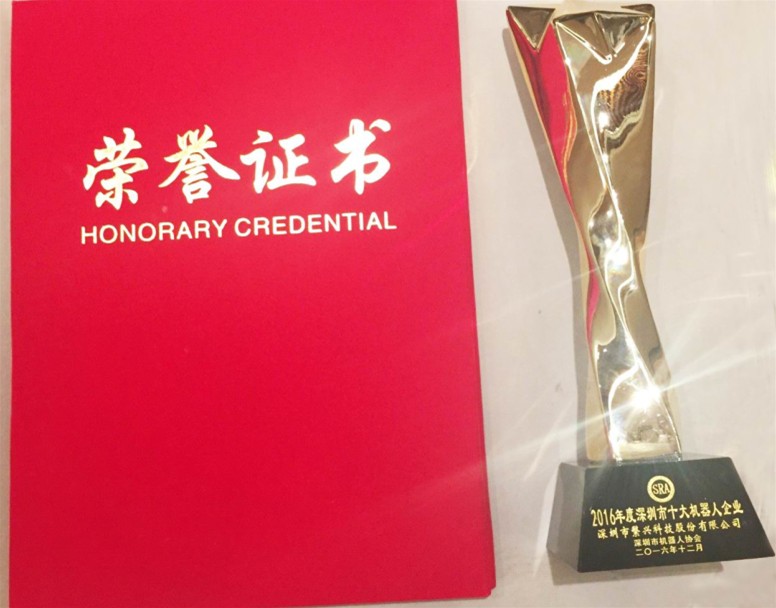 荣誉证书
HONORARY CREDENTIAL
SRA
2016年度深圳市十大机器人企业
深圳市繁兴科技股份有限公司
深圳市机器人协会
二〇一六年十二月